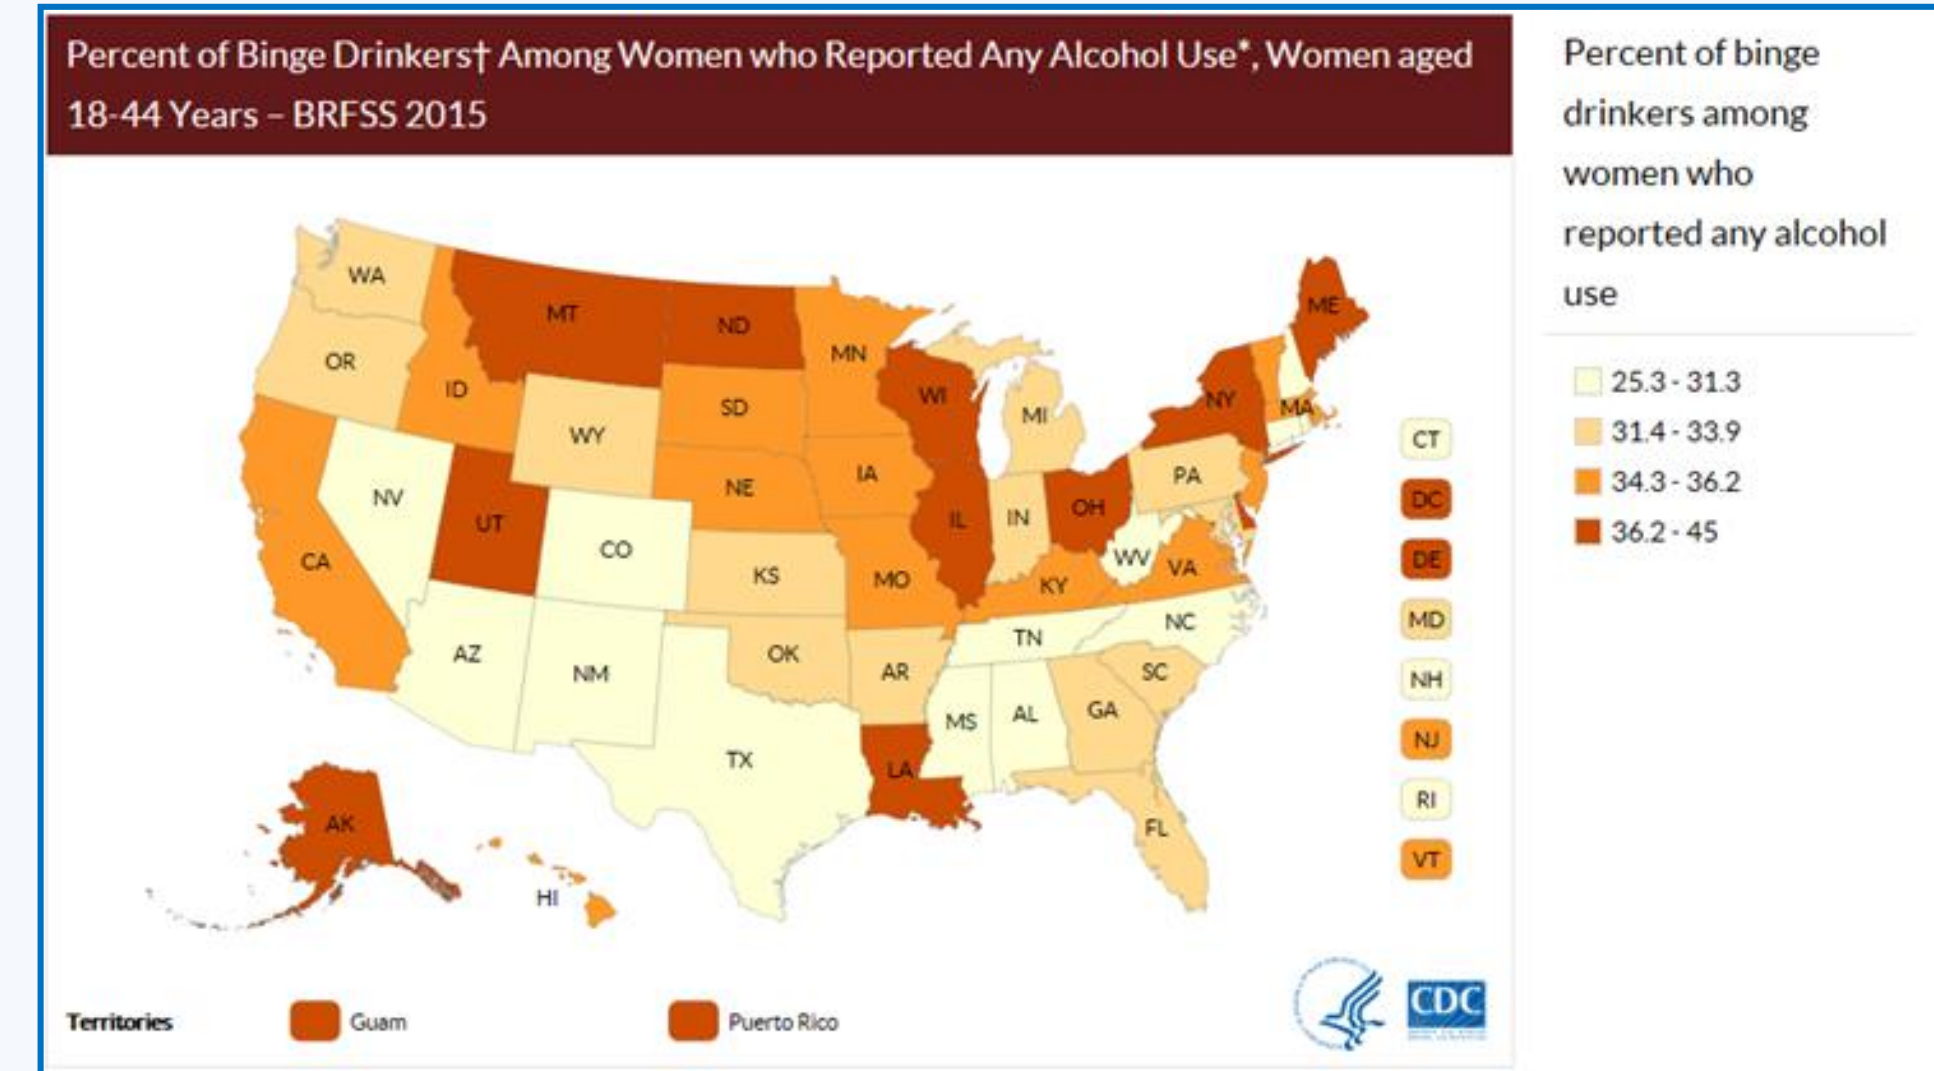 Percent of Binge Drinkers† Among Women who Reported Any Alcohol Use*, Women aged
18-44 Years – BRFSS 2015
Percent of binge
drinkers among
women who
reported any alcohol
use
25.3 - 31.3
31.4 - 33.9
34.3 - 36.2
36.2 - 45
WA
MT
ND
ME
OR
ID
MN
WI
NY
MA
SD
MI
WY
IA
PA
NE
NV
UT
CO
IL
IN
OH
WV
VA
CA
KS
MO
KY
AZ
NM
OK
AR
TN
NC
SC
TX
LA
MS
AL
GA
FL
AK
HI
CT
DC
DE
MD
NH
NJ
RI
VT
Territories
Guam
Puerto Rico
CDC